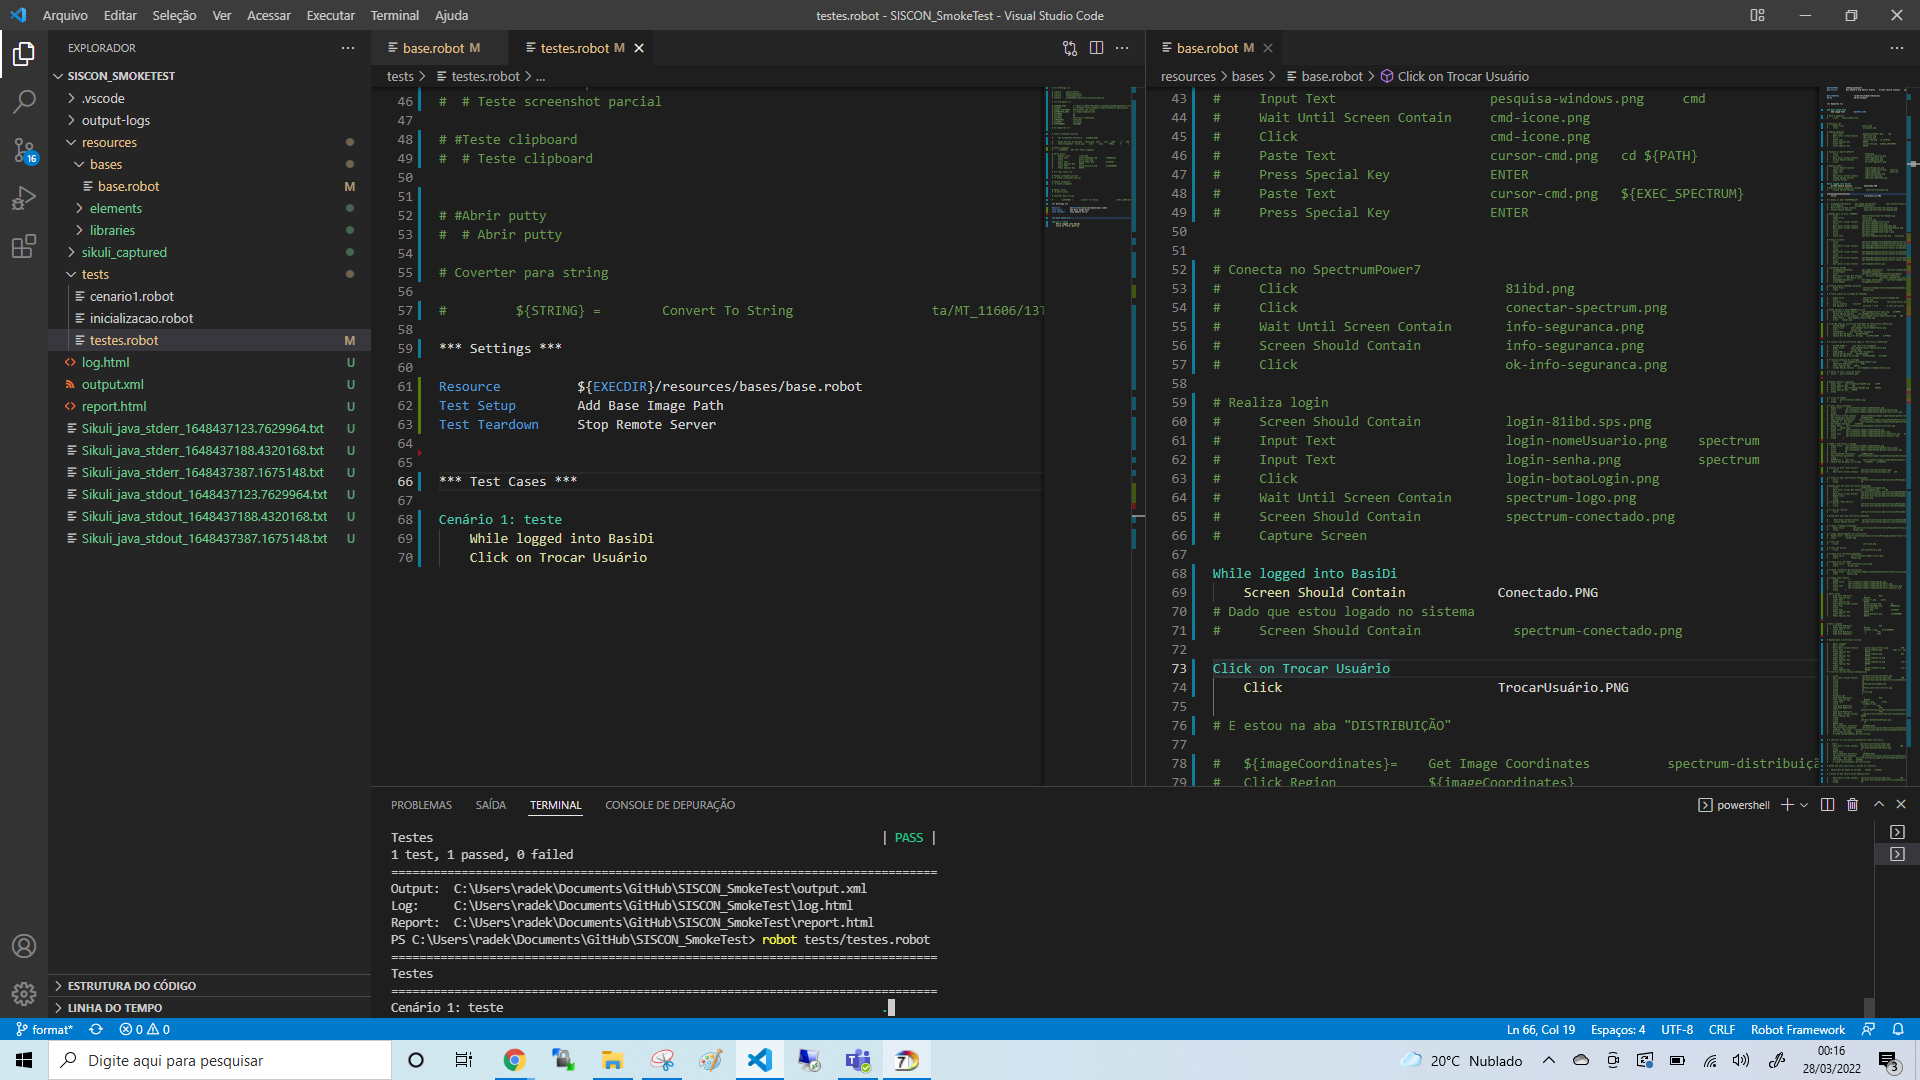 Arquivo Editar Seleção Ver Acessar Executar Terminal Ajuda
testes.robot - SISCON_SmokeTest - Visual Studio Code
EXPLORADOR
SISCON_SMOKETEST
.vscode
output-logs
resources
bases
base.robot M
elements
libraries
sikuli_captured
tests
cenario1.robot
inicializacao.robot
testes.robot M
log.html U
output.xml U
report.html U
Sikuli_java_stderr_1648437123.7629964.txt U
Sikuli_java_stderr_1648437188.4320168.txt U
Sikuli_java_stderr_1648437387.1675148.txt U
Sikuli_java_stdout_1648437123.7629964.txt U
Sikuli_java_stdout_1648437188.4320168.txt U
Sikuli_java_stdout_1648437387.1675148.txt U
ESTRUTURA DO CÓDIGO
LINHA DO TEMPO
16
base.robot M
testes.robot M
tests > testes.robot > ...
46 # # Teste screenshot parcial
47
48 # #Teste clipboard
49 # # Teste clipboard
50
51
52 # #Abrir putty
53 # # Abrir putty
54
55 # Coverter para string
56
57 # ${STRING} = Convert To String ta/MT_11606/13T
58
59 *** Settings ***
60
61 Resource ${EXECDIR}/resources/bases/base.robot
62 Test Setup Add Base Image Path
63 Test Teardown Stop Remote Server
64
65
66 *** Test Cases ***
67
68 Cenário 1: teste
69 While logged into BasiDi
70 Click on Trocar Usuário
base.robot M
resources > bases > base.robot > Click on Trocar Usuário
43 # Input Text pesquisa-windows.png cmd
44 # Wait Until Screen Contain cmd-icone.png
45 # Click cmd-icone.png
46 # Paste Text cursor-cmd.png cd ${PATH}
47 # Press Special Key ENTER
48 # Paste Text cursor-cmd.png ${EXEC_SPECTRUM}
49 # Press Special Key ENTER
50
51
52 # Conecta no SpectrumPower7
53 # Click 81ibd.png
54 # Click conectar-spectrum.png
55 # Wait Until Screen Contain info-seguranca.png
56 # Screen Should Contain info-seguranca.png
57 # Click ok-info-seguranca.png
58
59 # Realiza login
60 # Screen Should Contain login-81ibd.sps.png
61 # Input Text login-nomeUsuario.png spectrum
62 # Input Text login-senha.png spectrum
63 # Click login-botaoLogin.png
64 # Wait Until Screen Contain spectrum-logo.png
65 # Screen Should Contain spectrum-conectado.png
66 # Capture Screen
67
68 While logged into BasiDi
69 Screen Should Contain Conectado.PNG
70 # Dado que estou logado no sistema
71 # Screen Should Contain spectrum-conectado.png
72
73 Click on Trocar Usuário
74 Click TrocarUsuário.PNG
75
76 # E estou na aba "DISTRIBUIÇÃO"
77
78 # ${imageCoordinates}= Get Image Coordinates spectrum-distribuiçã
79 # Click Region ${imageCoordinates}
PROBLEMAS SAÍDA TERMINAL CONSOLE DE DEPURAÇÃO
powershell
Testes | PASS |
1 test, 1 passed, 0 failed
==============================================================================
Output: C:\Users\radek\Documents\GitHub\SISCON_SmokeTest\output.xml
Log: C:\Users\radek\Documents\GitHub\SISCON_SmokeTest\log.html
Report: C:\Users\radek\Documents\GitHub\SISCON_SmokeTest\report.html
PS C:\Users\radek\Documents\GitHub\SISCON_SmokeTest> robot tests/testes.robot
==============================================================================
Testes
==============================================================================
Cenário 1: teste .
format* 0 0
Ln 66, Col 19 Espaços: 4 UTF-8 CRLF Robot Framework
Digite aqui para pesquisar
20°C Nublado
00:16
28/03/2022
3